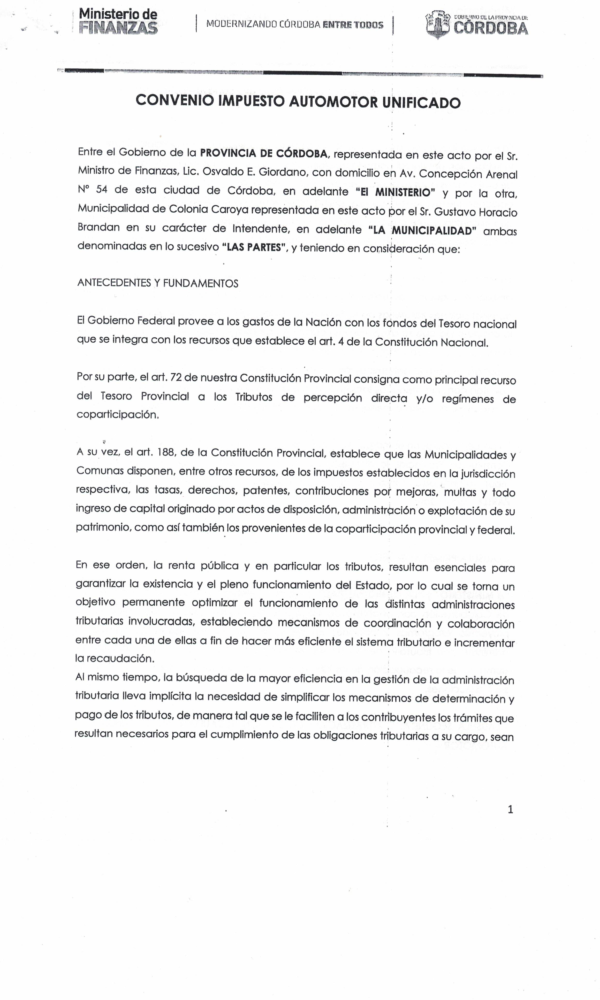 Ministerio de
FINANZAS
MODERNIZANDO CÓRDOBA ENTRE TODOS
GOBIERNO DE LA PROVINCIA DE
CÓRDOBA
CONVENIO IMPUESTO AUTOMOTOR UNIFICADO
Entre el Gobierno de la PROVINCIA DE CÓRDOBA, representada en este acto por el Sr.
Ministro de Finanzas, Lic. Osvaldo E. Giordano, con domicilio en Av. Concepción Arenal
Nº 54 de esta ciudad de Córdoba, en adelante "El MINISTERIO" y por la otra,
Municipalidad de Colonia Caroya representada en este acto por el Sr. Gustavo Horacio
Brandan en su carácter de Intendente, en adelante "LA MUNICIPALIDAD" ambas
denominadas en lo sucesivo "LAS PARTES", y teniendo en consideración que:
ANTECEDENTES Y FUNDAMENTOS
El Gobierno Federal provee a los gastos de la Nación con los fondos del Tesoro nacional
que se integra con los recursos que establece el art. 4 de la Constitución Nacional.
Por su parte, el art. 72 de nuestra Constitución Provincial consigna como principal recurso
del Tesoro Provincial a los Tributos de percepción directa y/o regímenes de
coparticipación.
A su vez, el art. 188, de la Constitución Provincial, establece que las Municipalidades y
Comunas disponen, entre otros recursos, de los impuestos establecidos en la jurisdicción
respectiva, las tasas, derechos, patentes, contribuciones por mejoras, multas y todo
ingreso de capital originado por actos de disposición, administración o explotación de su
patrimonio, como así también los provenientes de la coparticipación provincial y federal.
En ese orden, la renta pública y en particular los tributos, resultan esenciales para
garantizar la existencia y el pleno funcionamiento del Estado, por lo cual se torna un
objetivo permanente optimizar el funcionamiento de las distintas administraciones
tributarias involucradas, estableciendo mecanismos de coordinación y colaboración
entre cada una de ellas a fin de hacer más eficiente el sistema tributario e incrementar
la recaudación.
Al mismo tiempo, la búsqueda de la mayor eficiencia en la gestión de la administración
tributaria lleva implícita la necesidad de simplificar los mecanismos de determinación y
pago de los tributos, de manera tal que se le faciliten a los contribuyentes los trámites que
resultan necesarios para el cumplimiento de las obligaciones tributarias a su cargo, sean
1